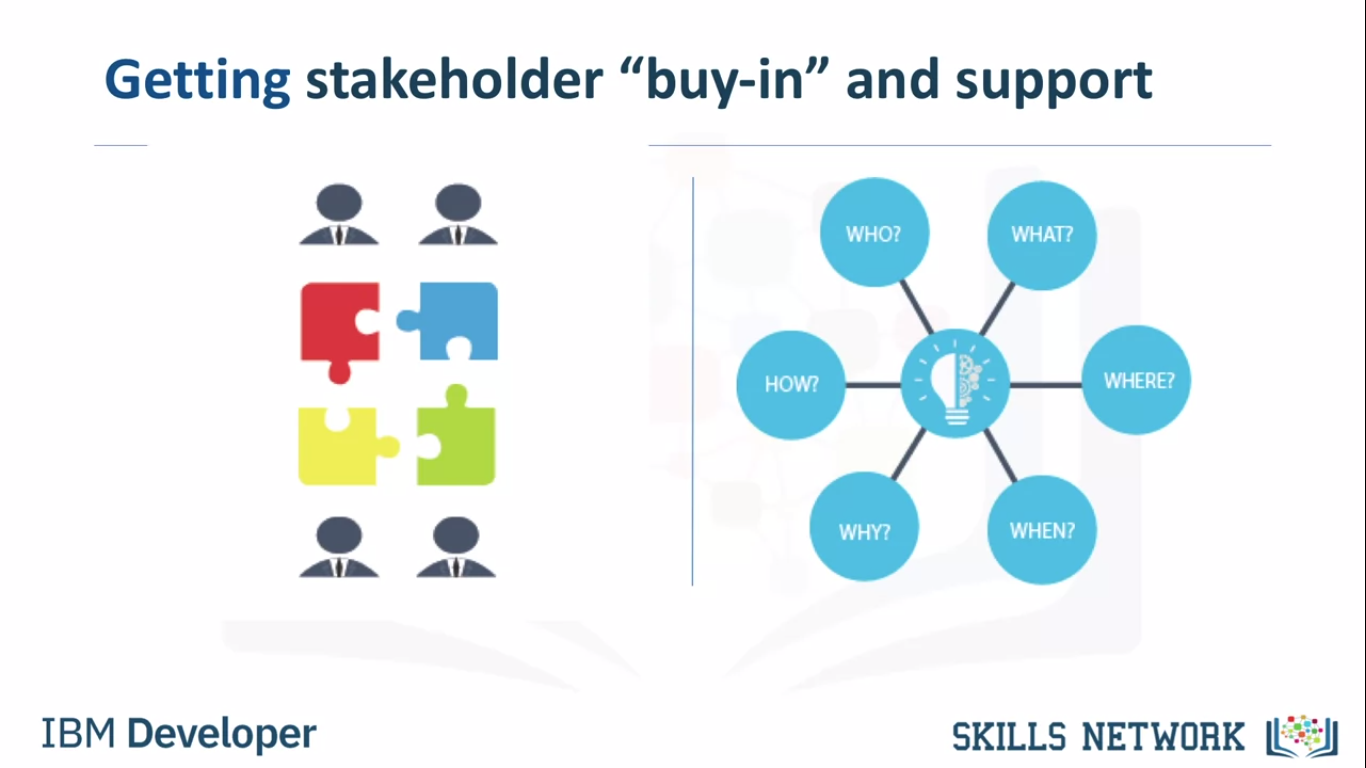 Getting stakeholder “buy-in” and support
WHO?
WHAT?
HOW?
WHERE?
WHY?
WHEN?
IBM Developer
SKILLS NETWORK